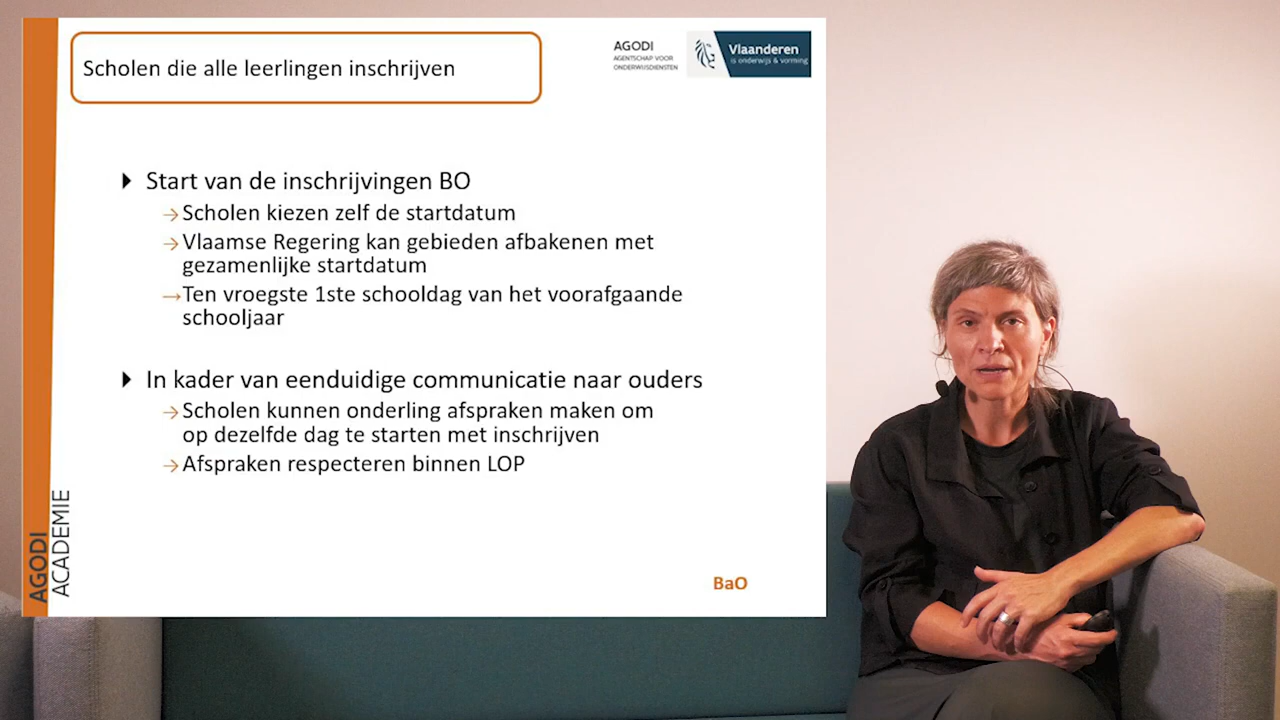 Scholen die alle leerlingen inschrijven
AGODI
AGENTSCHAP VOOR
ONDERWIJSDIENSTEN
Vlaanderen
is onderwijs & vorming
Start van de inschrijvingen BO
Scholen kiezen zelf de startdatum
Vlaamse Regering kan gebieden afbakenen met
gezamenlijke startdatum
Ten vroegste 1ste schooldag van het voorafgaande
schooljaar
In kader van eenduidige communicatie naar ouders
Scholen kunnen onderling afspraken maken om
op dezelfde dag te starten met inschrijven
Afspraken respecteren binnen LOP
AGODI
ACADEMIE
BaO